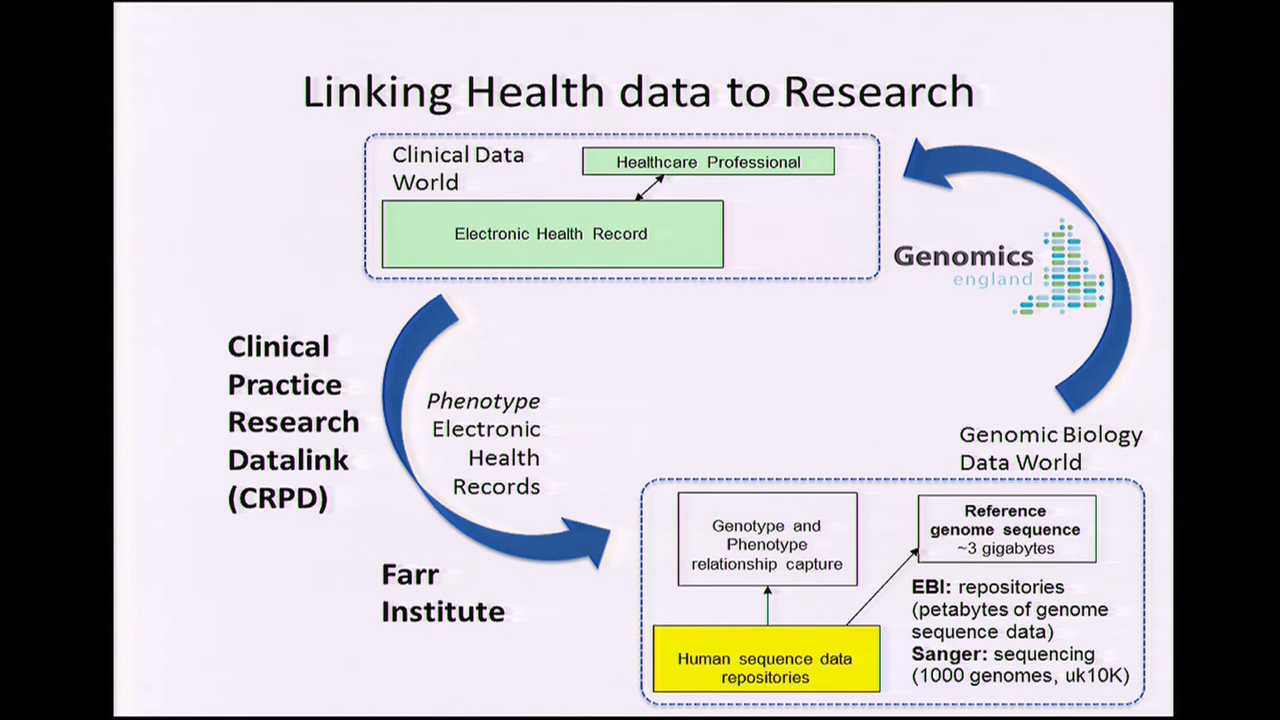 Linking Health data to Research
Clinical Data
World
Healthcare Professional
Electronic Health Record
Genomics
england
Clinical
Practice
Research
Datalink
(CRPD)
Phenotype
Electronic
Health
Records
Farr
Institute
Genomic Biology
Data World
Genotype and
Phenotype
relationship capture
Reference
genome sequence
~3 gigabytes
Human sequence data
repositories
EBI: repositories
(petabytes of genome
sequence data)
Sanger: sequencing
(1000 genomes, uk10K)